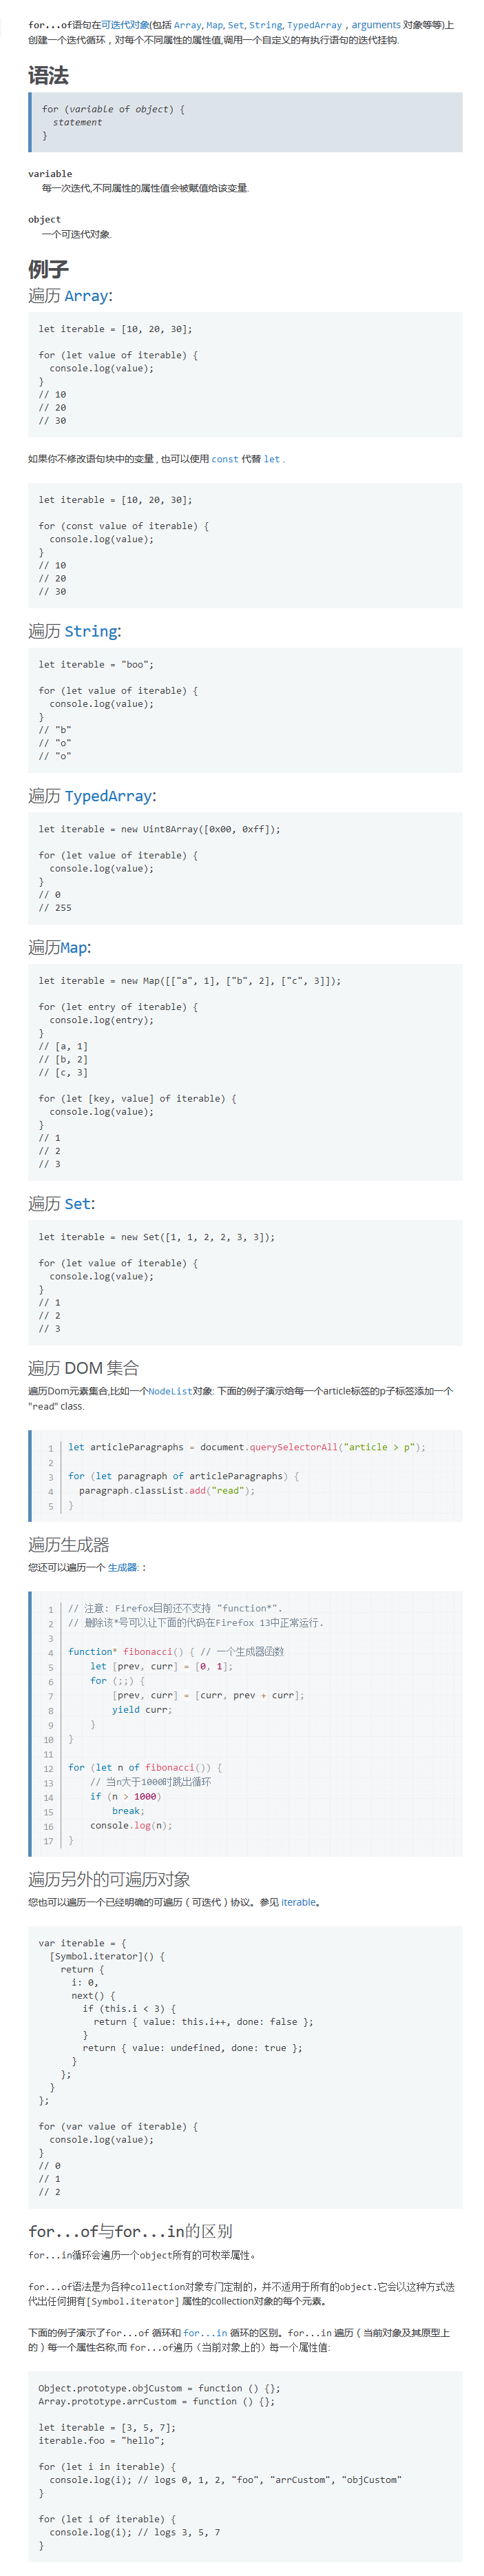 for...of语句在可迭代对象(包括 Array, Map, Set, String, TypedArray，arguments 对象等等)上
创建一个迭代循环，对每个不同属性的属性值,调用一个自定义的有执行语句的迭代挂钩.
语法
for (variable of object) {
  statement
}
variable
每一次迭代,不同属性的属性值会被赋值给该变量.
object
一个可迭代对象.
例子
遍历 Array:
let iterable = [10, 20, 30];
for (let value of iterable) {
  console.log(value);
}
// 10
// 20
// 30
如果你不修改语句块中的变量 , 也可以使用 const 代替 let .
let iterable = [10, 20, 30];
for (const value of iterable) {
  console.log(value);
}
// 10
// 20
// 30
遍历 String:
let iterable = "boo";
for (let value of iterable) {
  console.log(value);
}
// "b"
// "o"
// "o"
遍历 TypedArray:
let iterable = new Uint8Array([0x00, 0xff]);
for (let value of iterable) {
  console.log(value);
}
// 0
// 255
遍历Map:
let iterable = new Map([["a", 1], ["b", 2], ["c", 3]]);
for (let entry of iterable) {
  console.log(entry);
}
// [a, 1]
// [b, 2]
// [c, 3]
for (let [key, value] of iterable) {
  console.log(value);
}
// 1
// 2
// 3
遍历 Set:
let iterable = new Set([1, 1, 2, 2, 3, 3]);
for (let value of iterable) {
  console.log(value);
}
// 1
// 2
// 3
遍历 DOM 集合
遍历Dom元素集合,比如一个NodeList对象: 下面的例子演示给每一个article标签的p子标签添加一个
"read" class.
1 let articleParagraphs = document.querySelectorAll("article > p");
2
3 for (let paragraph of articleParagraphs) {
4   paragraph.classList.add("read");
5 }
遍历生成器
您还可以遍历一个 生成器: :
1 // 注意: Firefox目前还不支持 "function*".
2 // 删除该*号可以让下面的代码在Firefox 13中正常运行.
3
4 function* fibonacci() { // 一个生成器函数
5     let [prev, curr] = [0, 1];
6     for (;;) {
7         [prev, curr] = [curr, prev + curr];
8         yield curr;
9     }
10 }
11
12 for (let n of fibonacci()) {
13     // 当n大于1000时跳出循环
14     if (n > 1000)
15         break;
16     console.log(n);
17 }
遍历另外的可遍历对象
您也可以遍历一个已经明确的可遍历（可迭代）协议。参见 iterable。
var iterable = {
  [Symbol.iterator]() {
    return {
      i: 0,
      next() {
        if (this.i < 3) {
          return { value: this.i++, done: false };
        }
        return { value: undefined, done: true };
      }
    };
  }
};
for (var value of iterable) {
  console.log(value);
}
// 0
// 1
// 2
for...of与for...in的区别
for...in循环会遍历一个object所有的可枚举属性。
for...of语法是为各种collection对象专门定制的，并不适用于所有的object.它会以这种方式迭
代出任何拥有[Symbol.iterator] 属性的collection对象的每个元素。
下面的例子演示了for...of 循环和 for...in 循环的区别。for...in 遍历（当前对象及其原型上
的）每一个属性名称,而 for...of遍历（当前对象上的）每一个属性值:
Object.prototype.objCustom = function () {};
Array.prototype.arrCustom = function () {};
let iterable = [3, 5, 7];
iterable.foo = "hello";
for (let i in iterable) {
  console.log(i); // logs 0, 1, 2, "foo", "arrCustom", "objCustom"
}
for (let i of iterable) {
  console.log(i); // logs 3, 5, 7
}